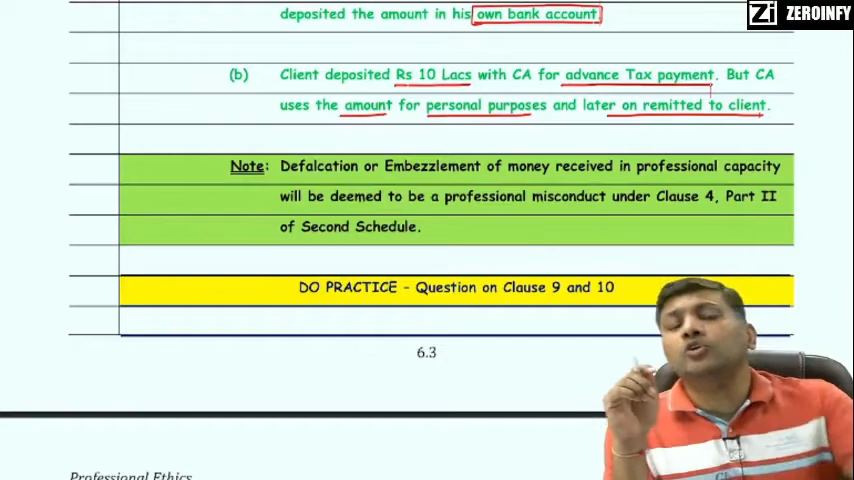 deposited the amount in his own bank account.
Zi ZEROINFY
(b) Client deposited Rs 10 Lacs with CA for advance Tax payment. But CA
uses the amount for personal purposes and later on remitted to client.
Note: Defalcation or Embezzlement of money received in professional capacity
will be deemed to be a professional misconduct under Clause 4, Part II
of Second Schedule.
DO PRACTICE - Question on Clause 9 and 10
6.3
Professional Ethics